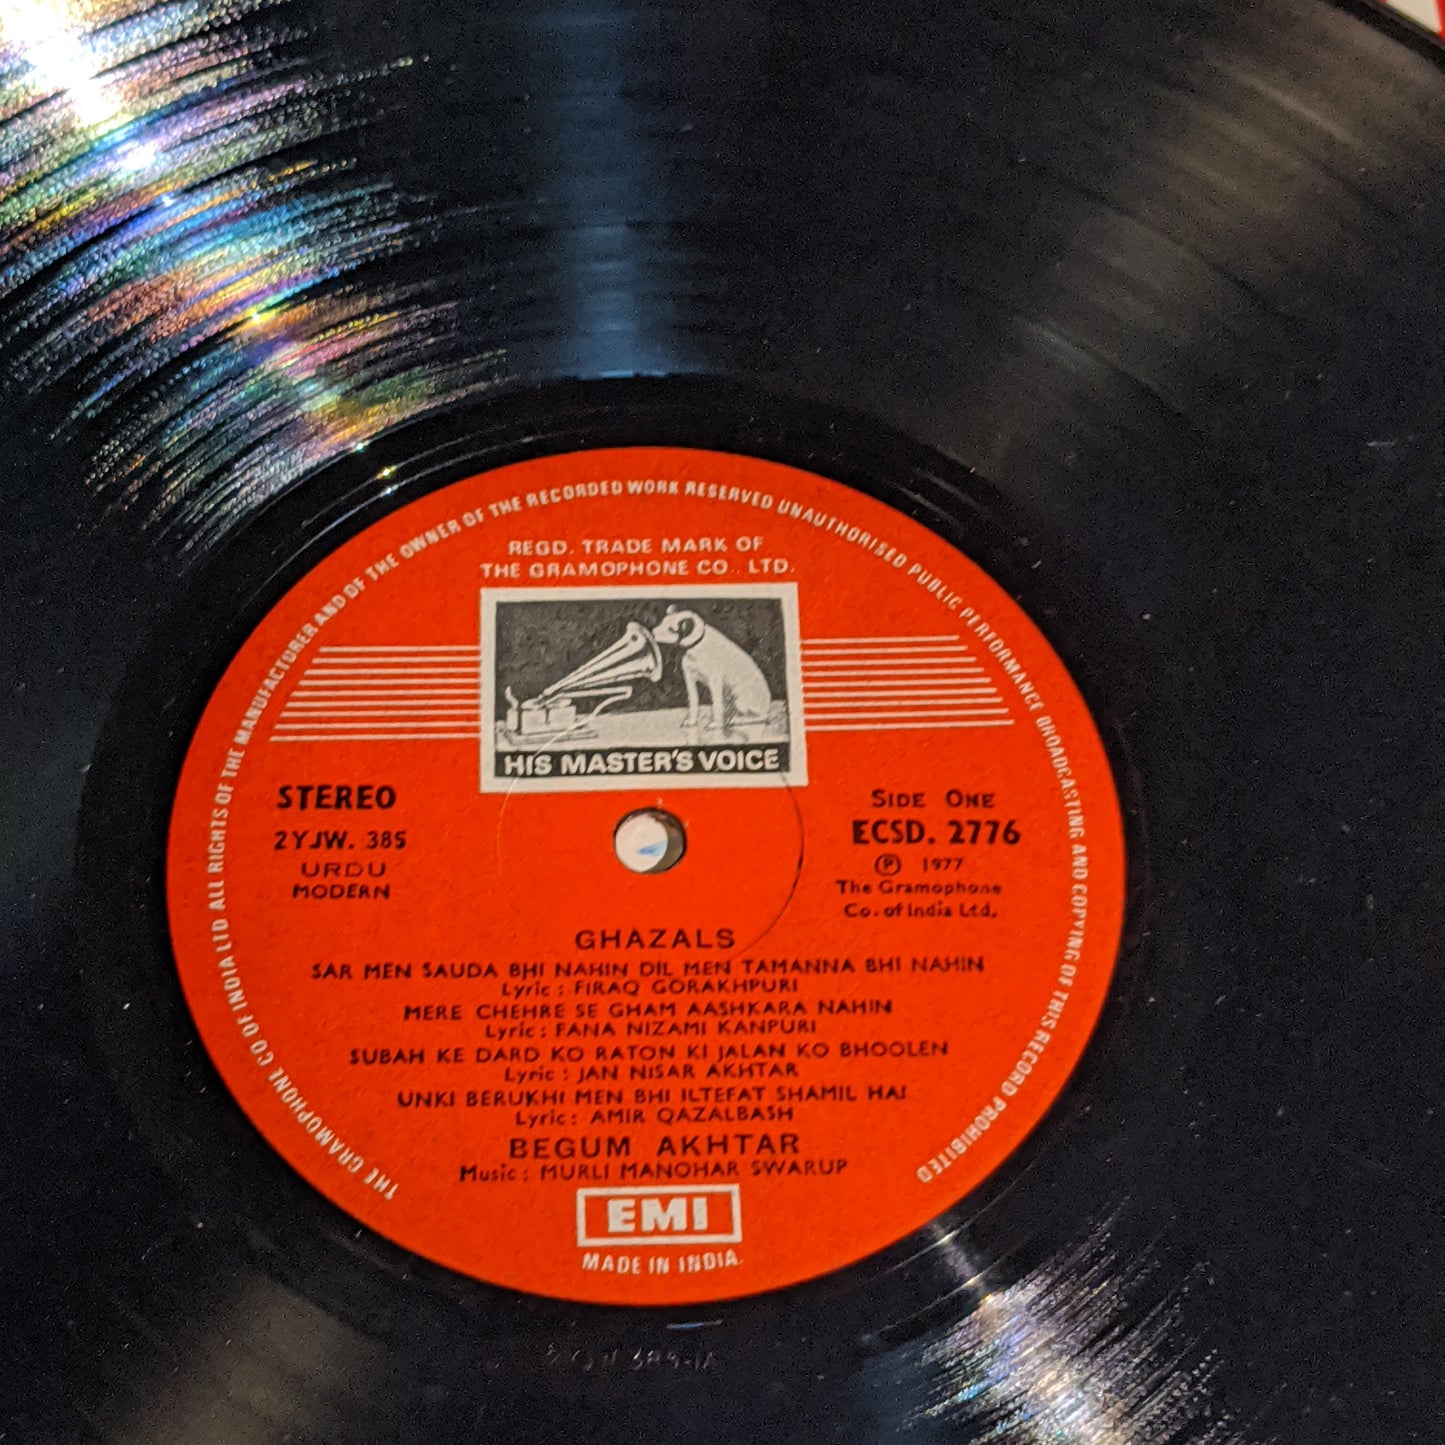 THE GRAMOPHONE CO OF INDIA LTD ALL RIGHTS OF THE MANUFACTURER AND OF THE OWNER OF THE RECORDED WORK RESERVED UNAUTHORISED PUBLIC PERFORMANCE BROADCASTING AND COPYING OF THIS RECORD PROHIBITED
REGD. TRADE MARK OF
THE GRAMOPHONE CO., LTD.
HIS MASTER'S VOICE
STEREO
2YJW. 385
URDU
MODERN
SIDE ONE
ECSD. 2776
Ⓟ 1977
The Gramophone
Co. of India Ltd.
GHAZALS
SAR MEN SAUDA BHI NAHIN DIL MEN TAMANNA BHI NAHIN
Lyric : FIRAQ GORAKHPURI
MERE CHEHRE SE GHAM AASHKARA NAHIN
Lyric : FANA NIZAMI KANPURI
SUBAH KE DARD KO RATON KI JALAN KO BHOOLEN
Lyric : JAN NISAR AKHTAR
UNKI BERUKHI MEN BHI ILTEFAT SHAMIL HAI
Lyric: AMIR QAZALBASH
BEGUM AKHTAR
Music : MURLI MANOHAR SWARUP
EMI
MADE IN INDIA.